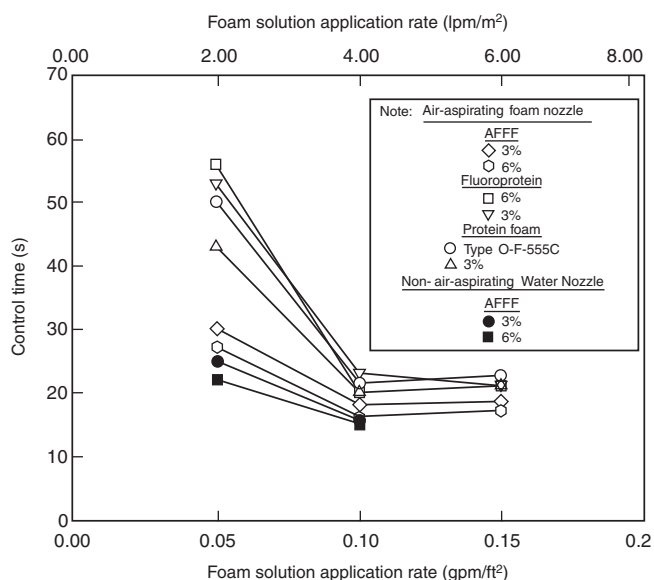 Foam solution application rate (lpm/m²)
0.00 2.00 4.00 6.00 8.00
70
60
50
40
30
20
10
0
Control time (s)
Note: Air-aspirating foam nozzle
AFFF
3%
6%
Fluoroprotein
6%
3%
Protein foam
Type O-F-555C
3%
Non- air-aspirating Water Nozzle
AFFF
3%
6%
0.00 0.05 0.10 0.15 0.2
Foam solution application rate (gpm/ft²)